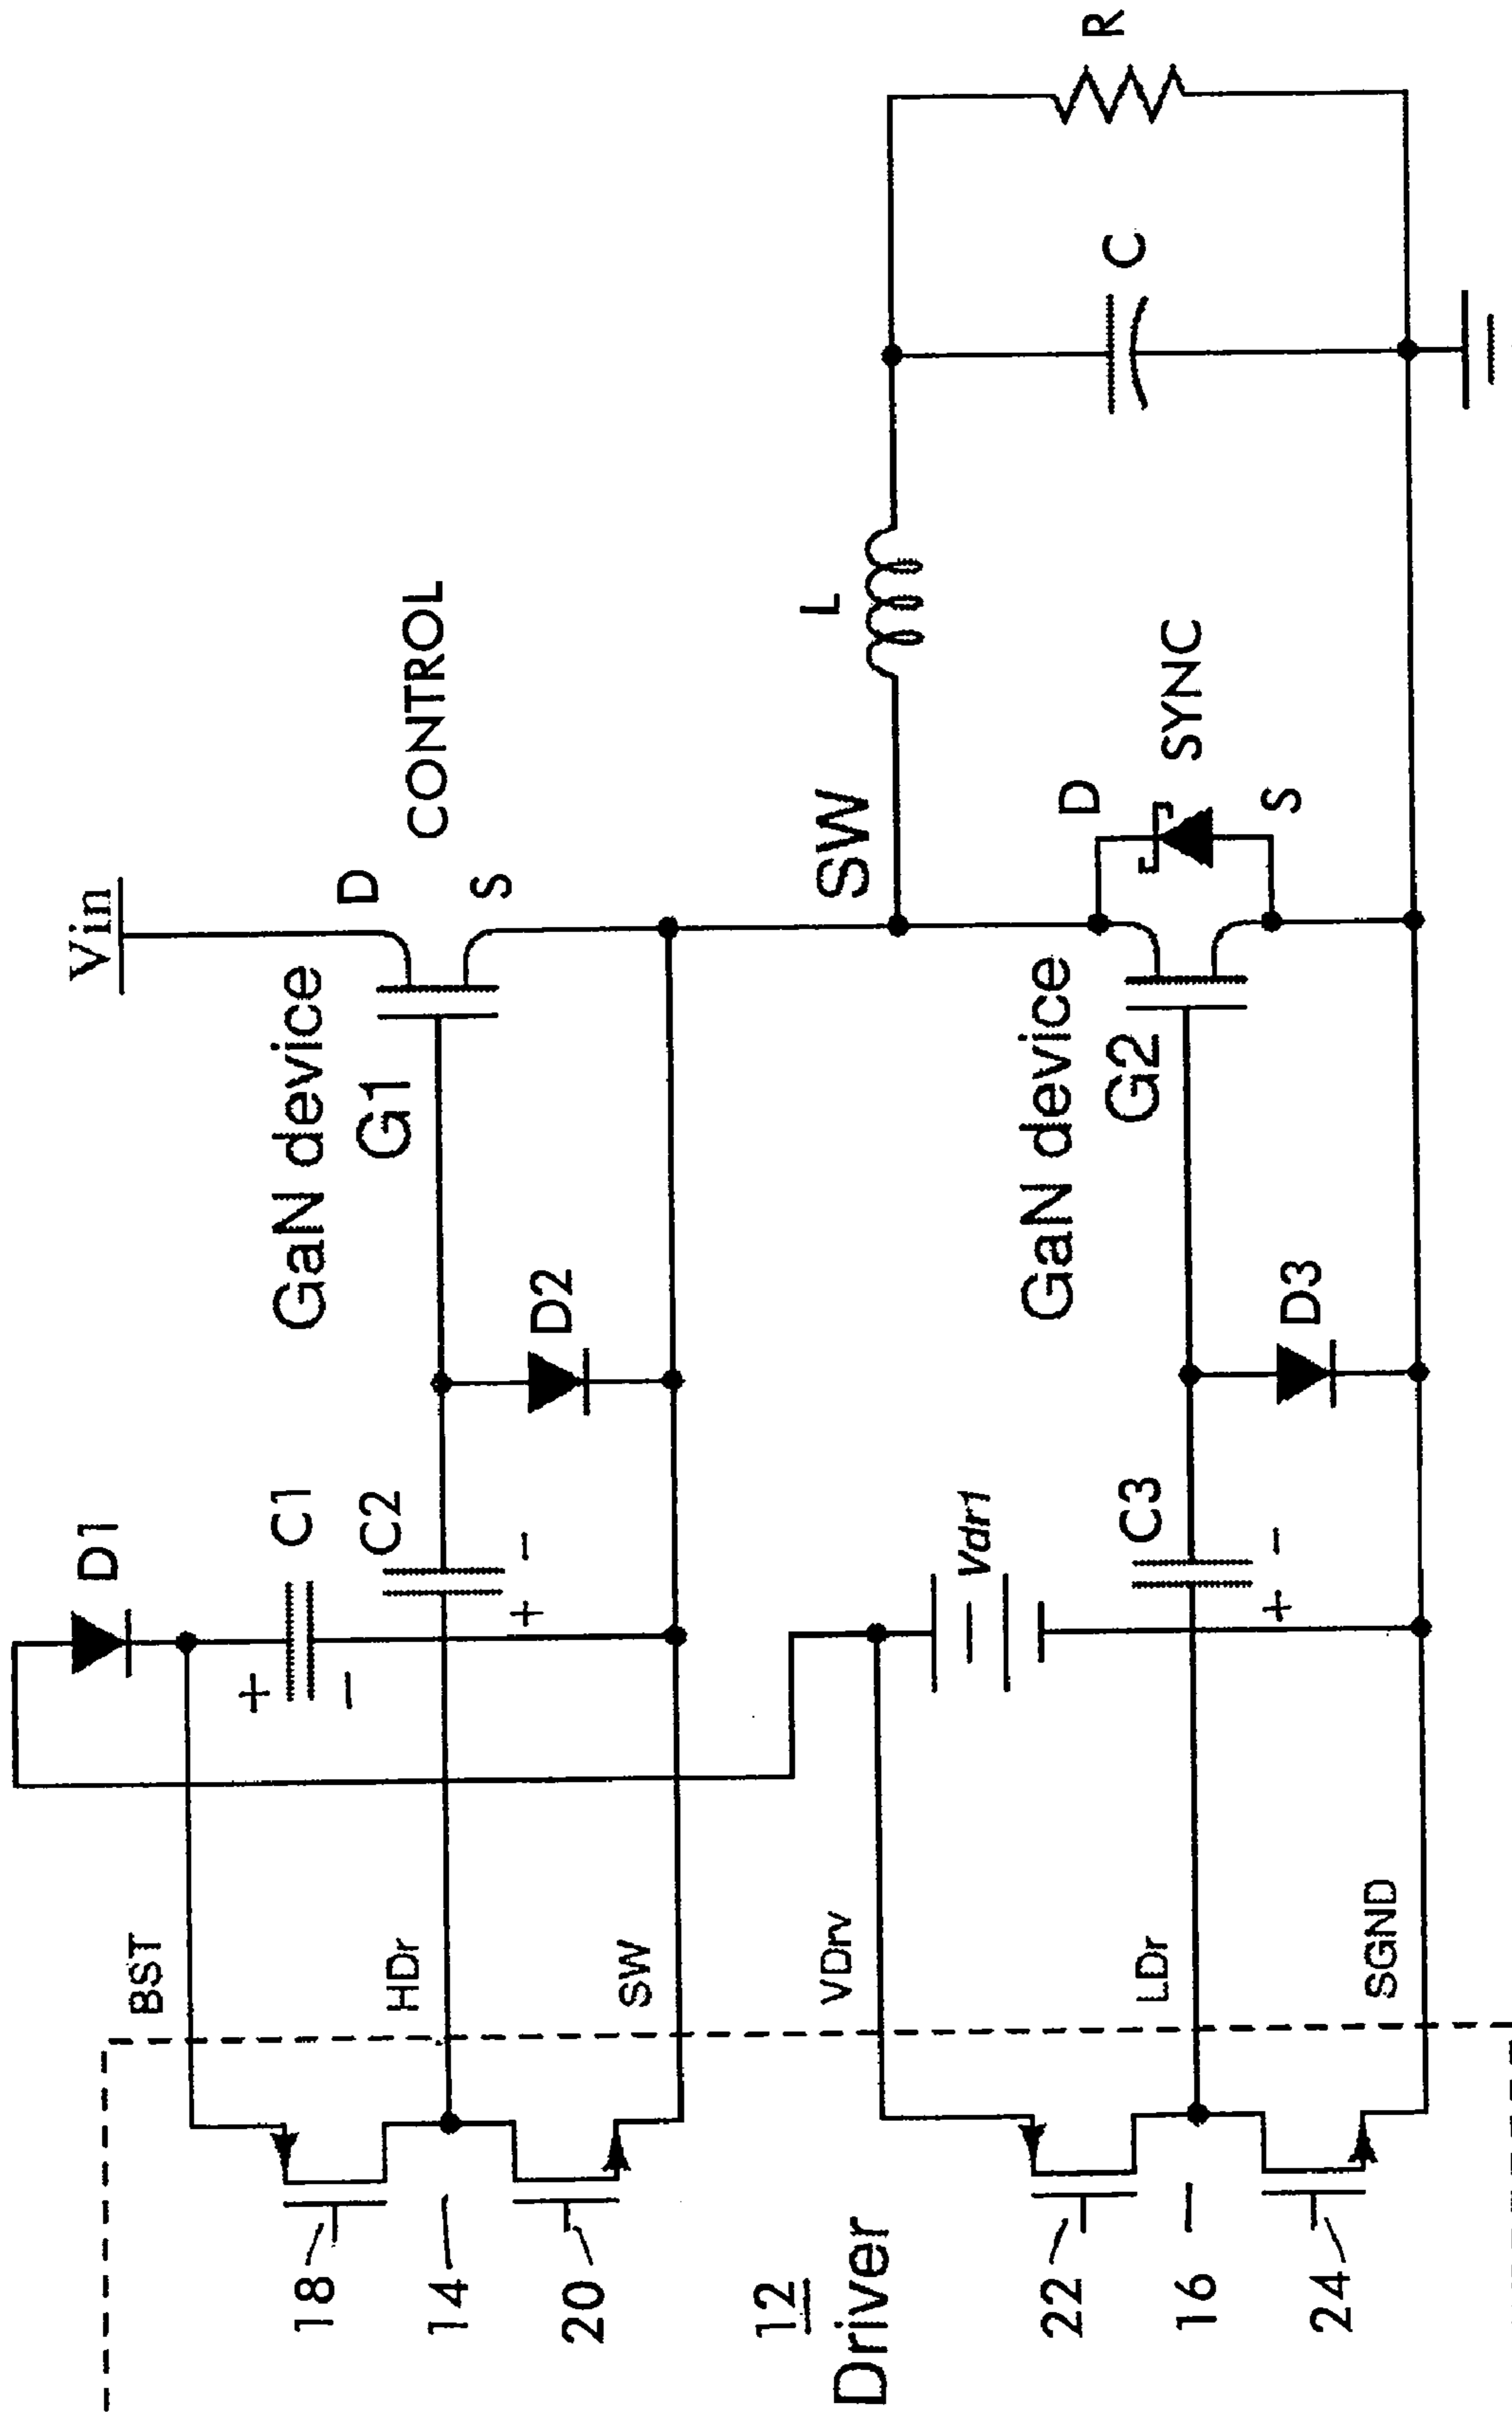 Vin
D
CONTROL
S
GaN device
G1
D1
C1
+
−
C2
+ −
D2
BST
HDr
SW
18
14
20
12
Driver
SW
L
C
R
D
SYNC
S
GaN device
G2
Vdr1
C3
+ −
D3
VDrv
LDr
SGND
22
16
24